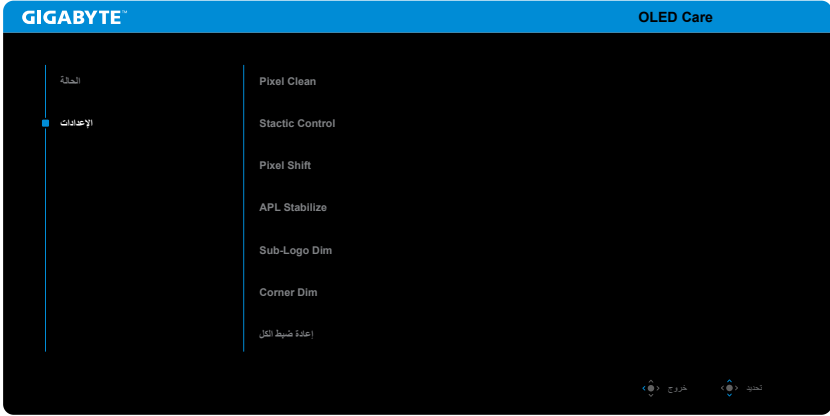 GIGABYTE™
OLED Care
الحالة
الإعدادات
Pixel Clean
Stactic Control
Pixel Shift
APL Stabilize
Sub-Logo Dim
Corner Dim
إعادة ضبط الكل
خروج
تحديد